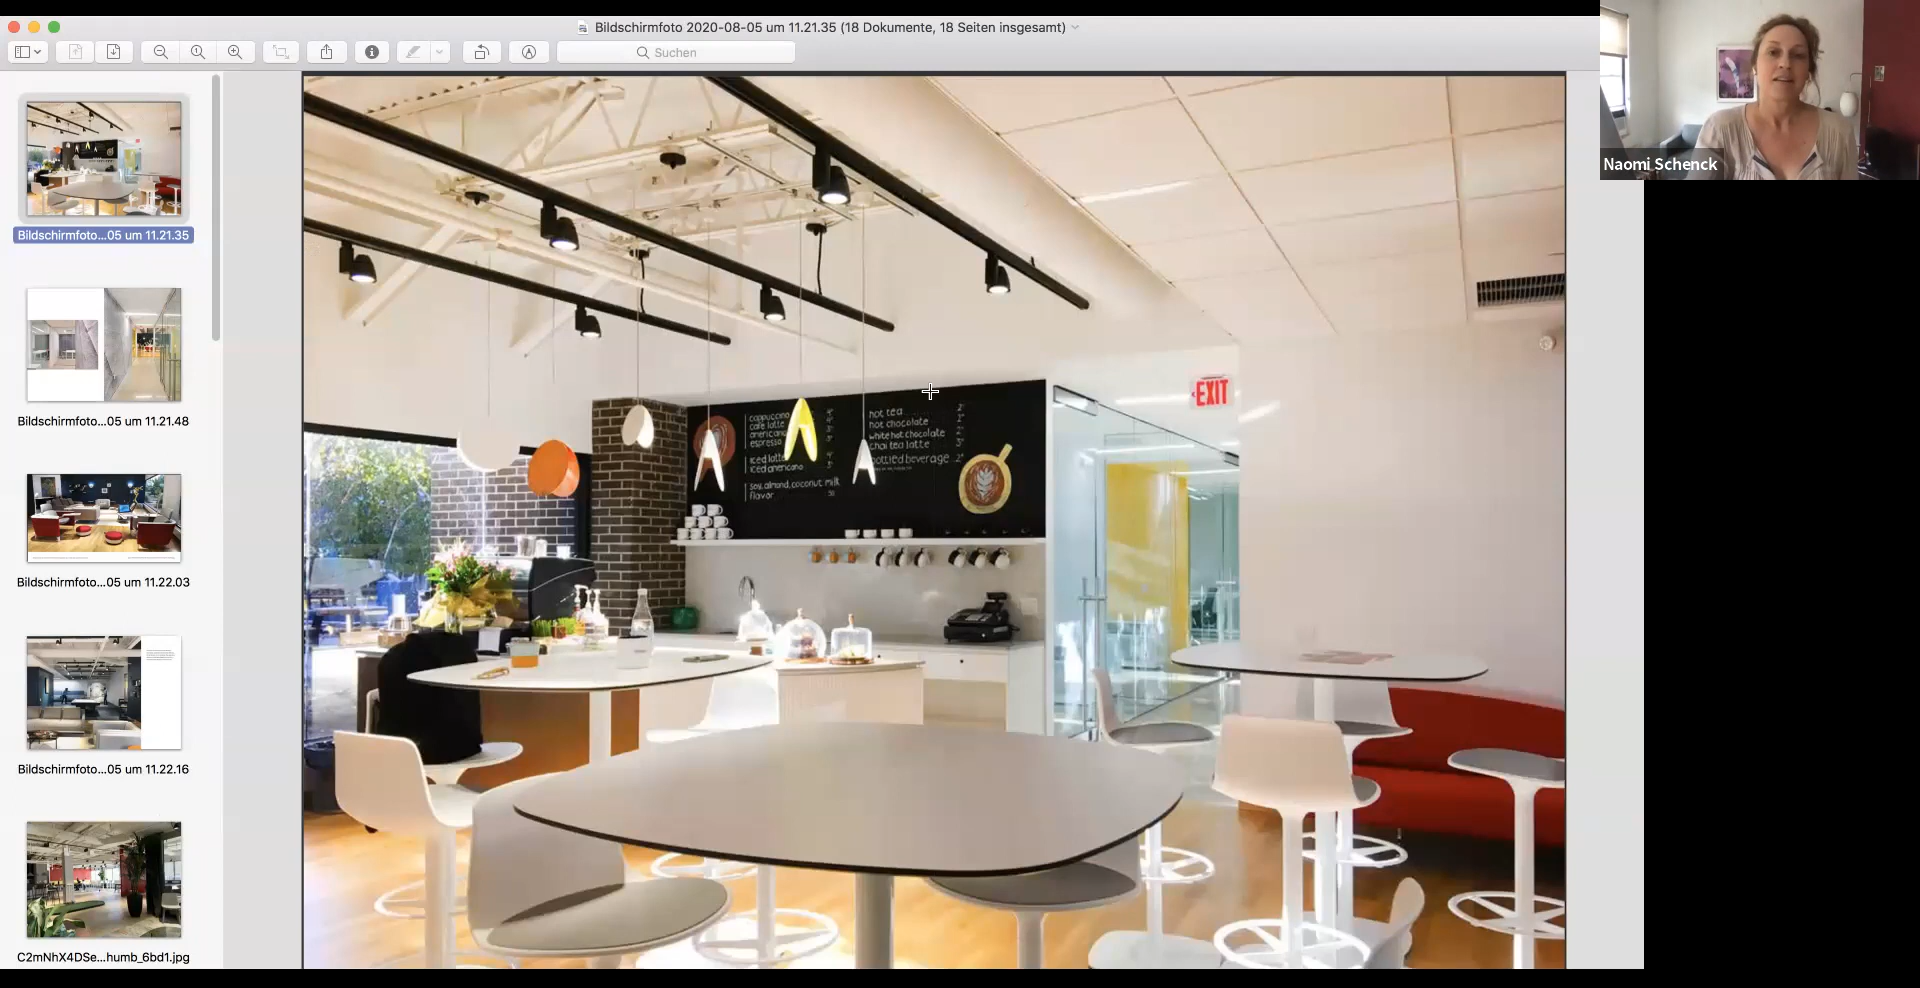 Bildschirmfoto 2020-08-05 um 11.21.35 (18 Dokumente, 18 Seiten insgesamt)
Suchen
Naomi Schenck
Bildschirmfoto...05 um 11.21.35
Bildschirmfoto...05 um 11.21.48
Bildschirmfoto...05 um 11.22.03
Bildschirmfoto...05 um 11.22.16
C2mNhX4DSe...humb_6bd1.jpg
EXIT
cappuccino
cafe latte
americano
espresso
iced latte
iced americano
soy, almond, coconut milk
flavor
hot tea
hot chocolate
white hot chocolate
chai tea latte
bottled beverage